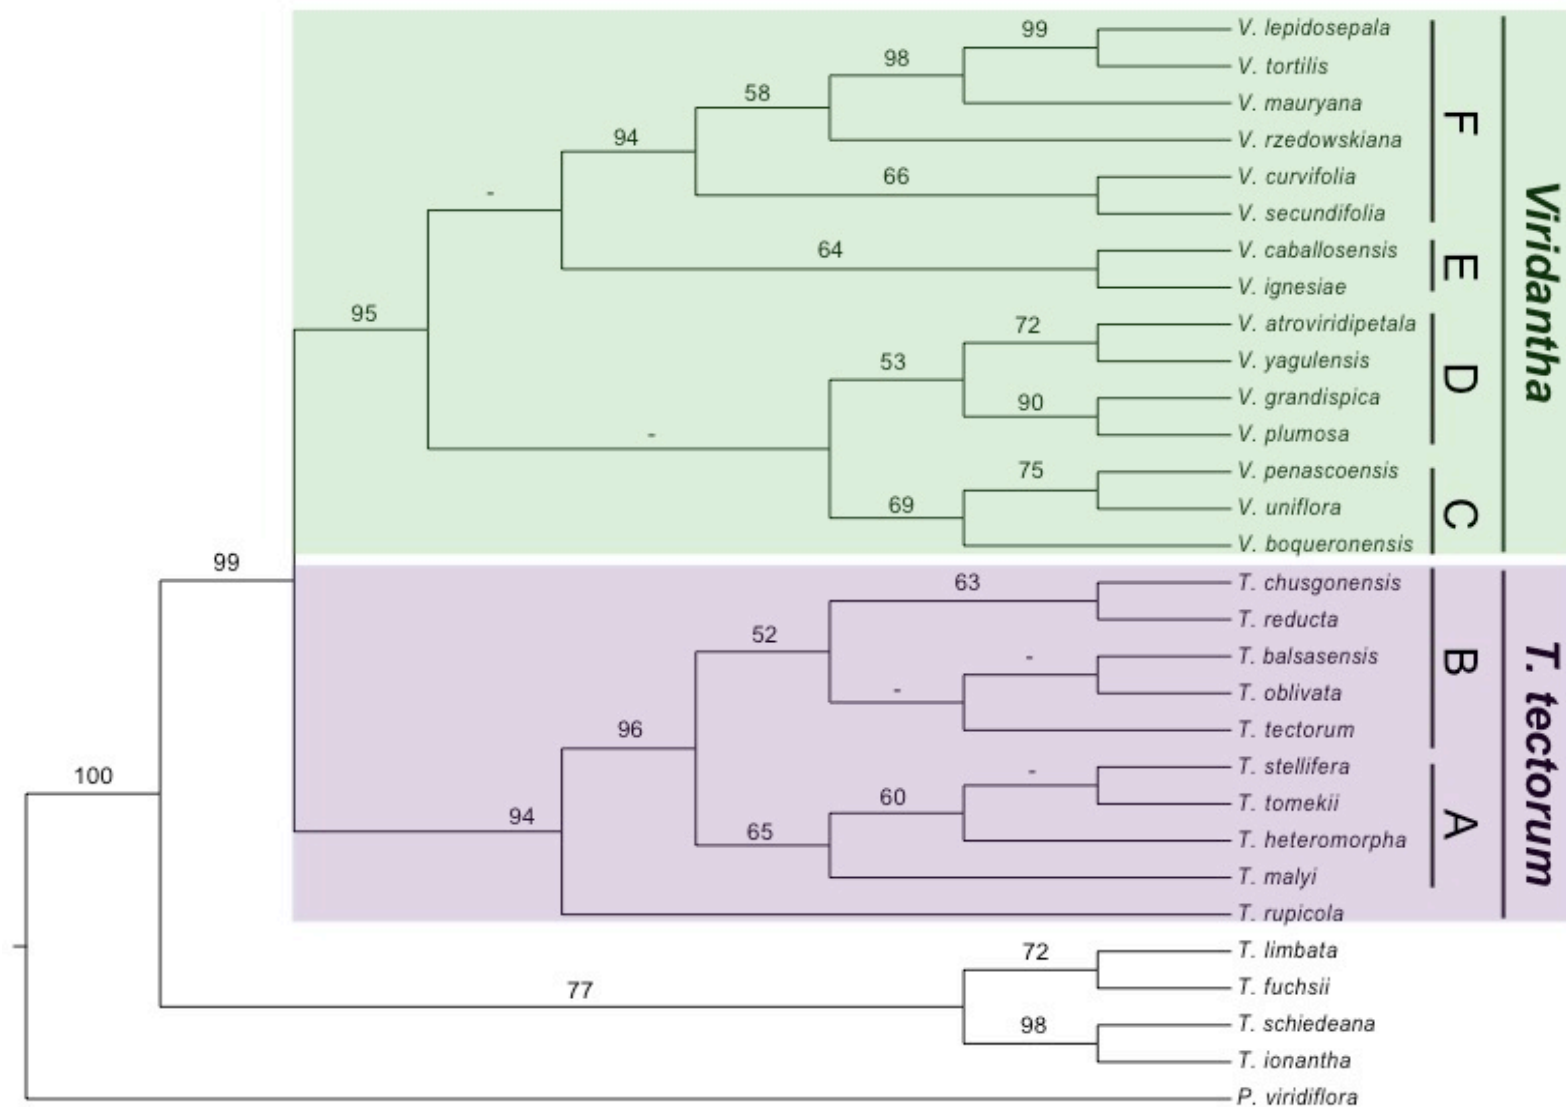 99
V. lepidosepala
98
V. tortilis
58
V. mauryana
94
V. rzedowskiana
66
V. curvifolia
-
V. secundifolia
F
64
V. caballosensis
V. ignesiae
E
95
72
V. atroviridipetala
53
V. yagulensis
90
V. grandispica
-
V. plumosa
D
75
V. penascoensis
69
V. uniflora
V. boqueronensis
C
Viridantha
99
63
T. chusgonensis
52
T. reducta
-
T. balsasensis
-
T. oblivata
96
T. tectorum
B
-
T. stellifera
60
T. tomekii
94
65
T. heteromorpha
T. malyi
A
T. rupicola
T. tectorum
100
72
T. limbata
77
T. fuchsii
98
T. schiedeana
T. ionantha
P. viridiflora